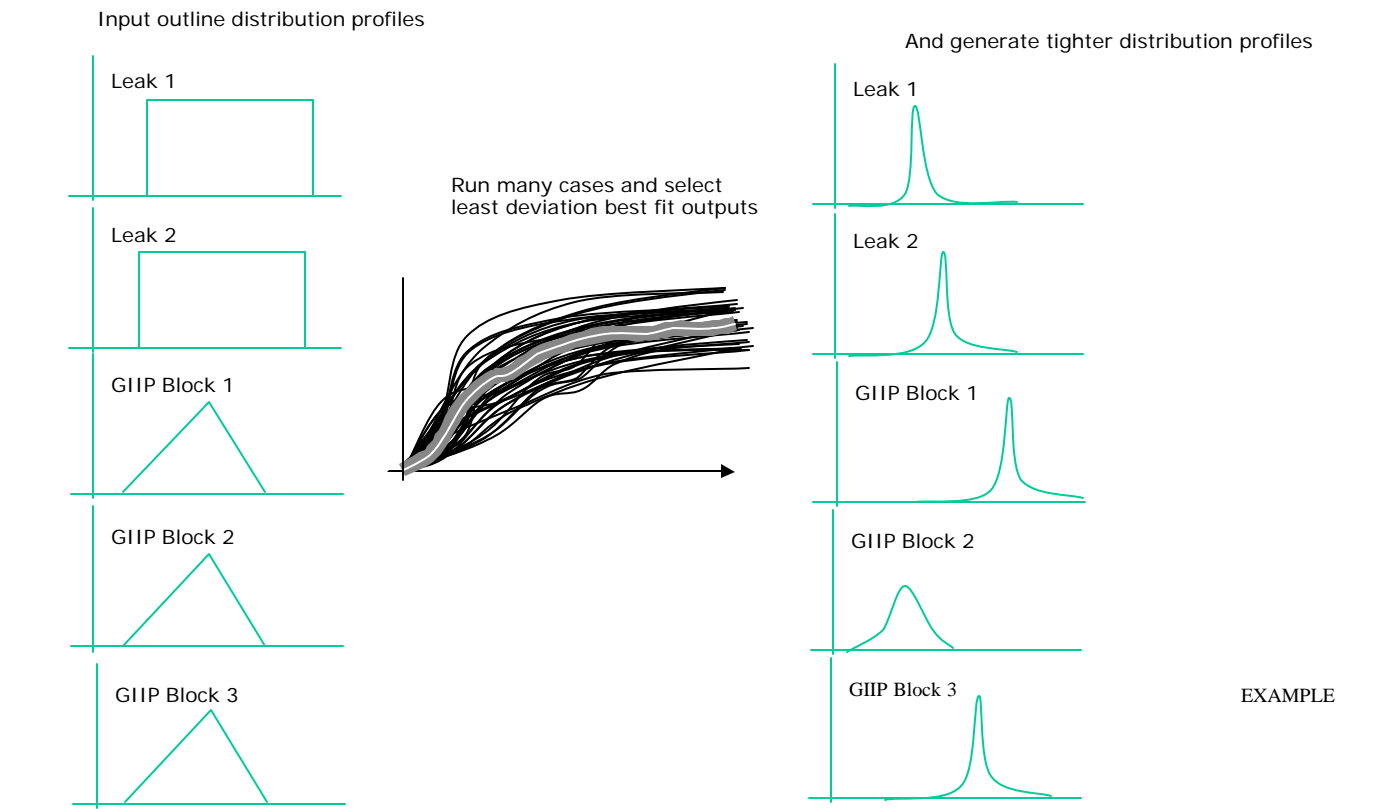 Input outline distribution profiles
Leak 1
Leak 2
GIIP Block 1
GIIP Block 2
GIIP Block 3
Run many cases and select
least deviation best fit outputs
And generate tighter distribution profiles
Leak 1
Leak 2
GIIP Block 1
GIIP Block 2
GIIP Block 3
EXAMPLE